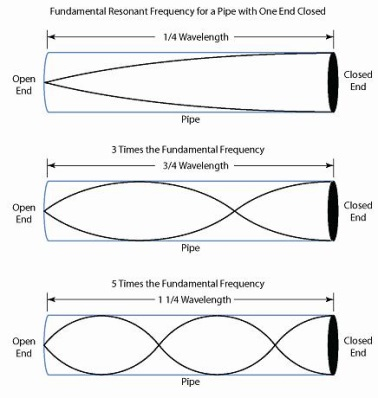 Fundamental Resonant Frequency for a Pipe with One End Closed
1/4 Wavelength
Open
End
Closed
End
Pipe
3 Times the Fundamental Frequency
3/4 Wavelength
Open
End
Closed
End
Pipe
5 Times the Fundamental Frequency
1 1/4 Wavelength
Open
End
Closed
End
Pipe